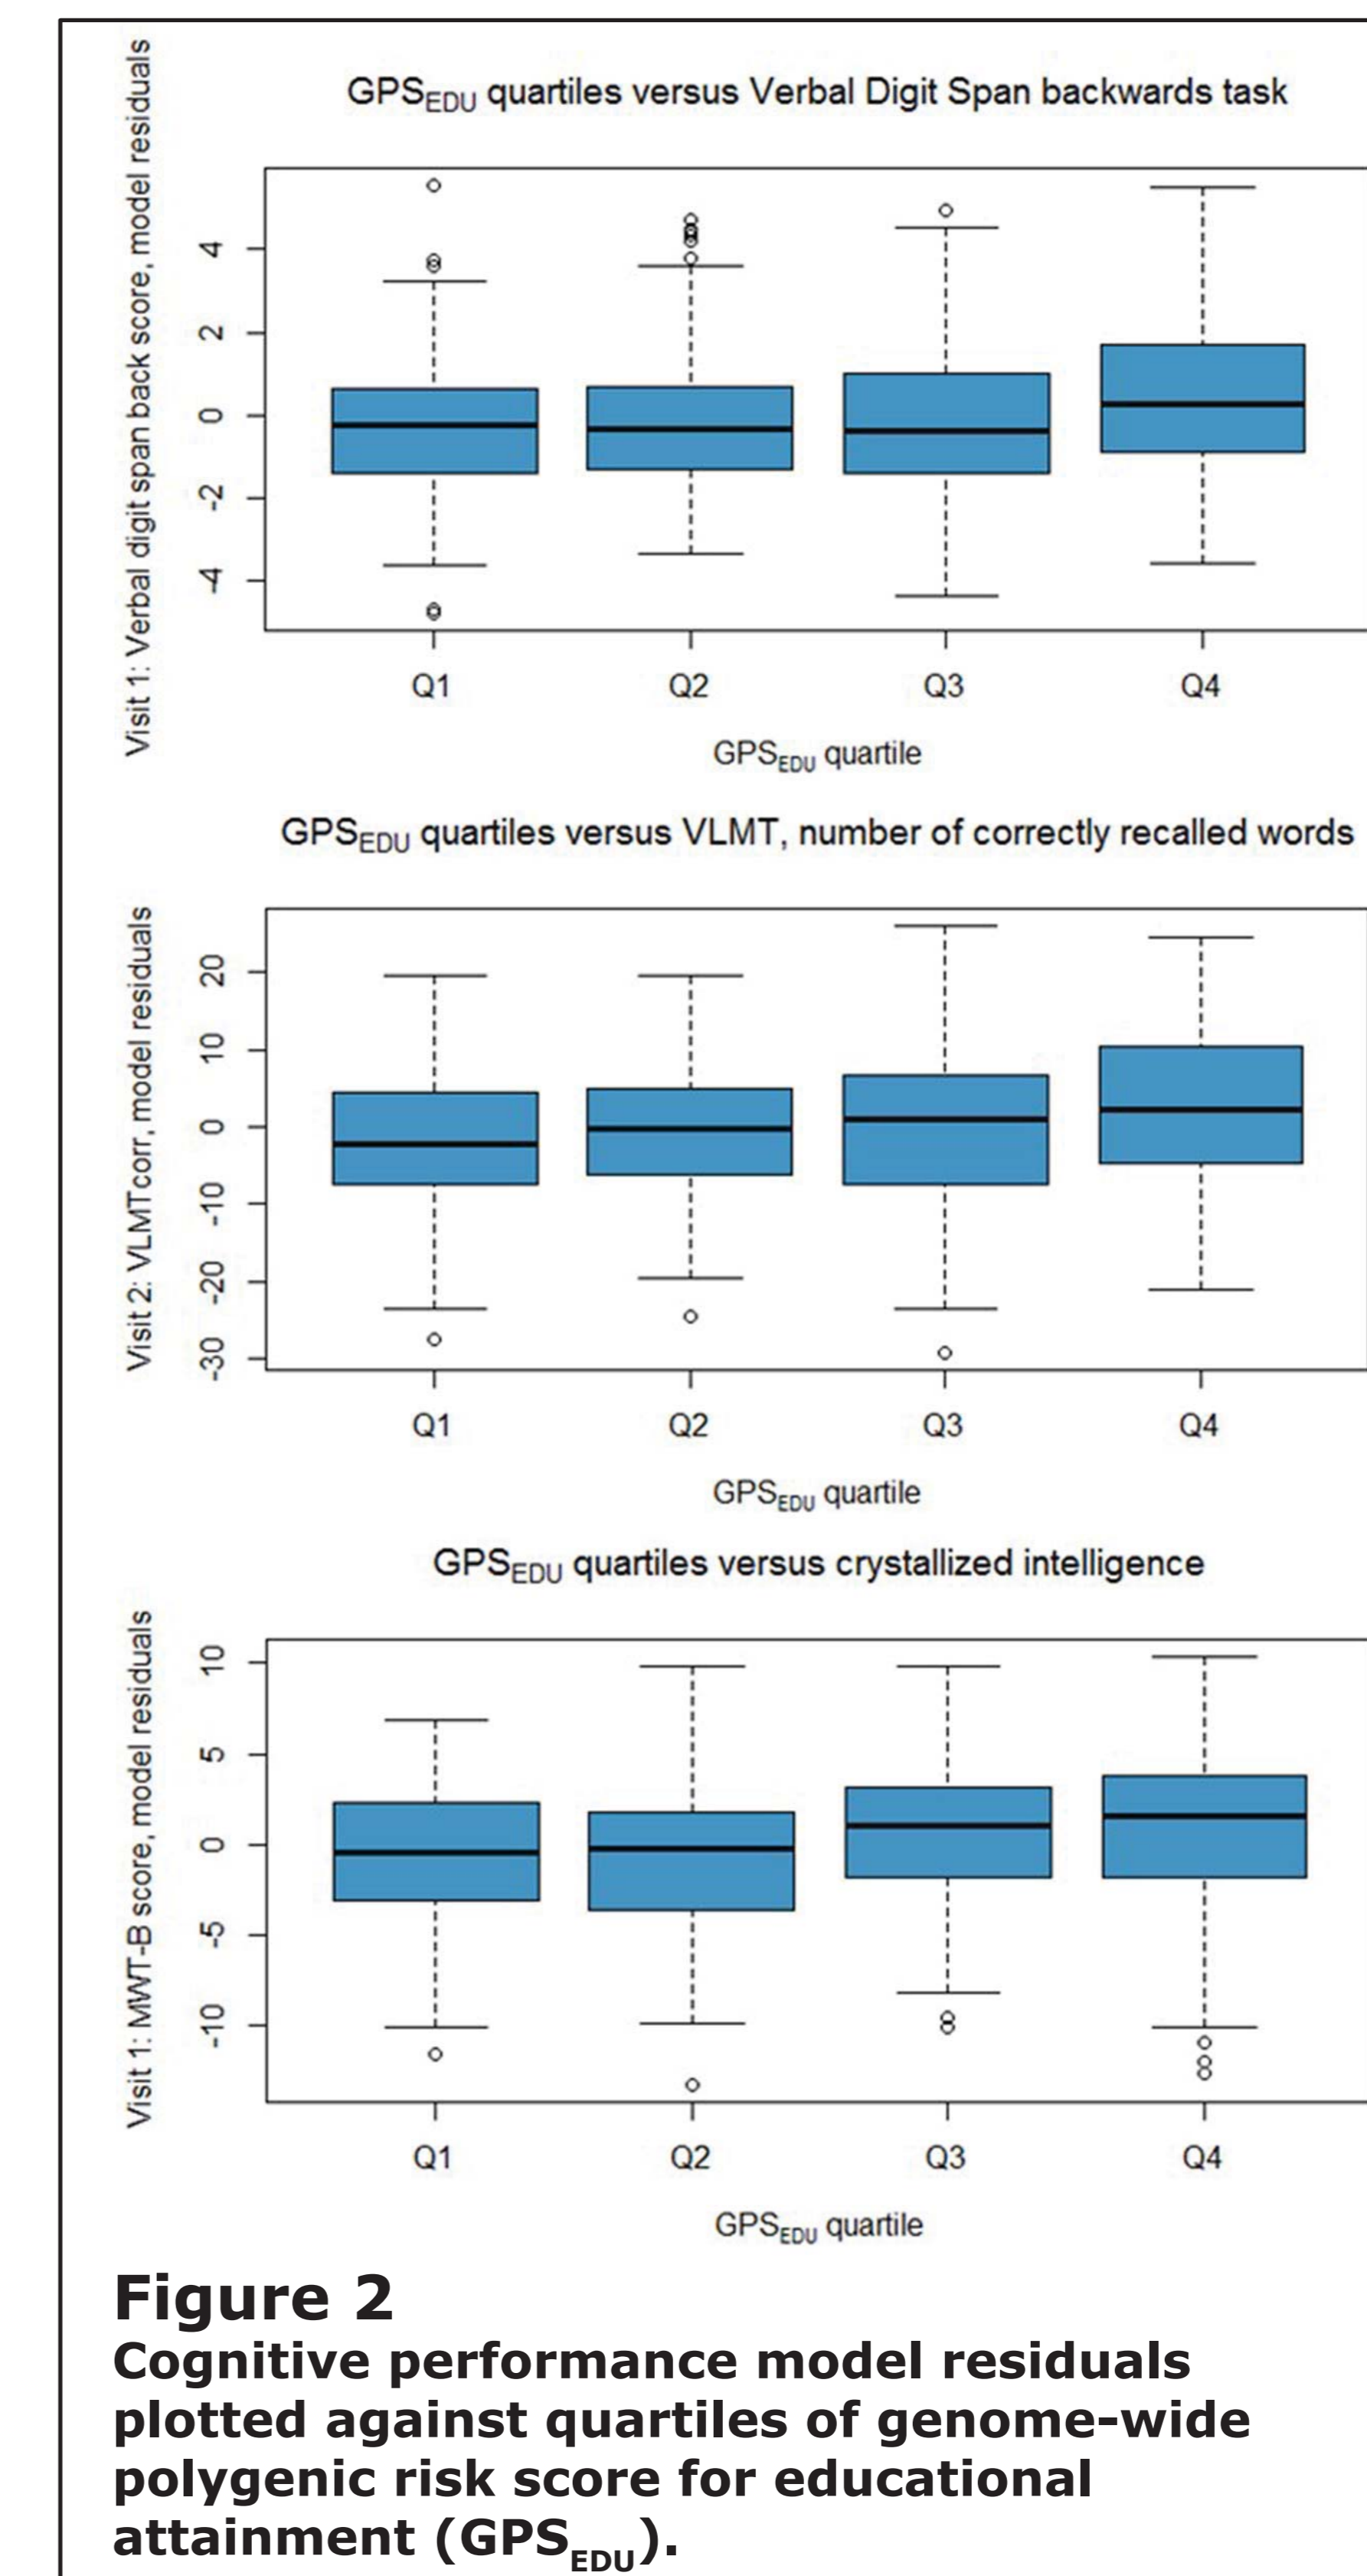 GPSEDU quartiles versus Verbal Digit Span backwards task
Visit 1: Verbal digit span back score, model residuals
4
2
0
-2
-4
Q1 Q2 Q3 Q4
GPSEDU quartile
GPSEDU quartiles versus VLMT, number of correctly recalled words
Visit 2: VLMTcorr, model residuals
20
10
0
-10
-20
-30
Q1 Q2 Q3 Q4
GPSEDU quartile
GPSEDU quartiles versus crystallized intelligence
Visit 1: MWT-B score, model residuals
10
5
0
-5
-10
Q1 Q2 Q3 Q4
GPSEDU quartile
Figure 2
Cognitive performance model residuals
plotted against quartiles of genome-wide
polygenic risk score for educational
attainment (GPSEDU).